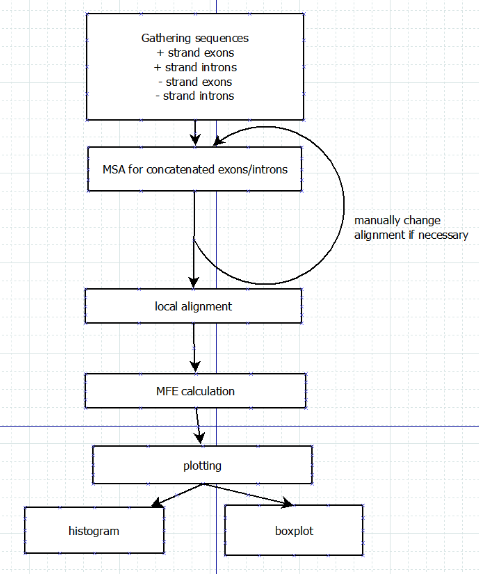 Gathering sequences
+ strand exons
+ strand introns
- strand exons
- strand introns
MSA for concatenated exons/introns
manually change
alignment if necessary
local alignment
MFE calculation
plotting
histogram
boxplot